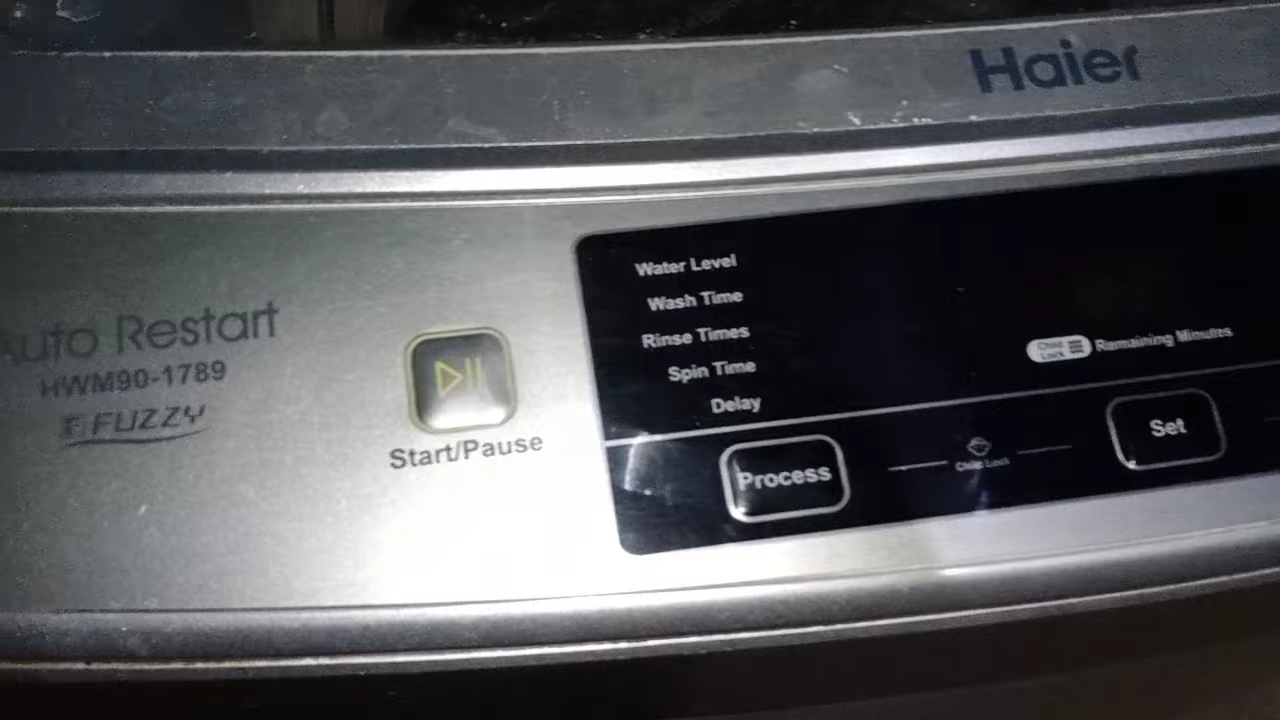 Haier
Auto Restart
HWM90-1789
FUZZY
Start/Pause
Water Level
Wash Time
Rinse Times
Spin Time
Delay
Child Lock
Remaining Minutes
Process
Child Lock
Set